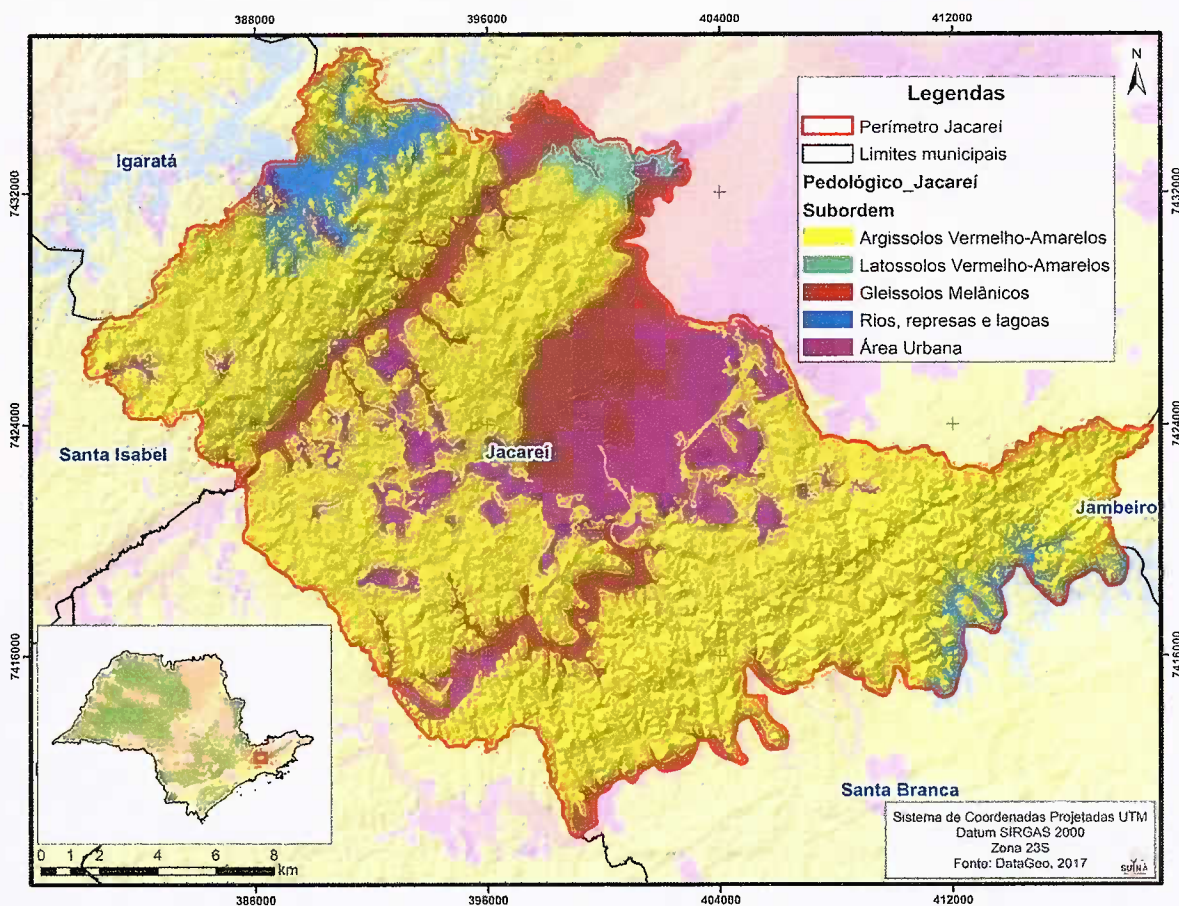 388000 396000 404000 412000
N
Legendas
Perímetro Jacareí
Limites municipais
Pedológico_Jacareí
Subordem
Argissolos Vermelho-Amarelos
Latossolos Vermelho-Amarelos
Gleissolos Melânicos
Rios, represas e lagoas
Área Urbana
Igaratá
7432000 7432000
7424000 7424000
Santa Isabel
Jacareí
Jambeiro
7416000 7416000
Santa Branca
Sistema de Coordenadas Projetadas UTM
Datum SIRGAS 2000
Zona 23S
Fonte: DataGeo, 2017
SUINÃ
0 1 2 4 6 8
km
388000 396000 404000 412000